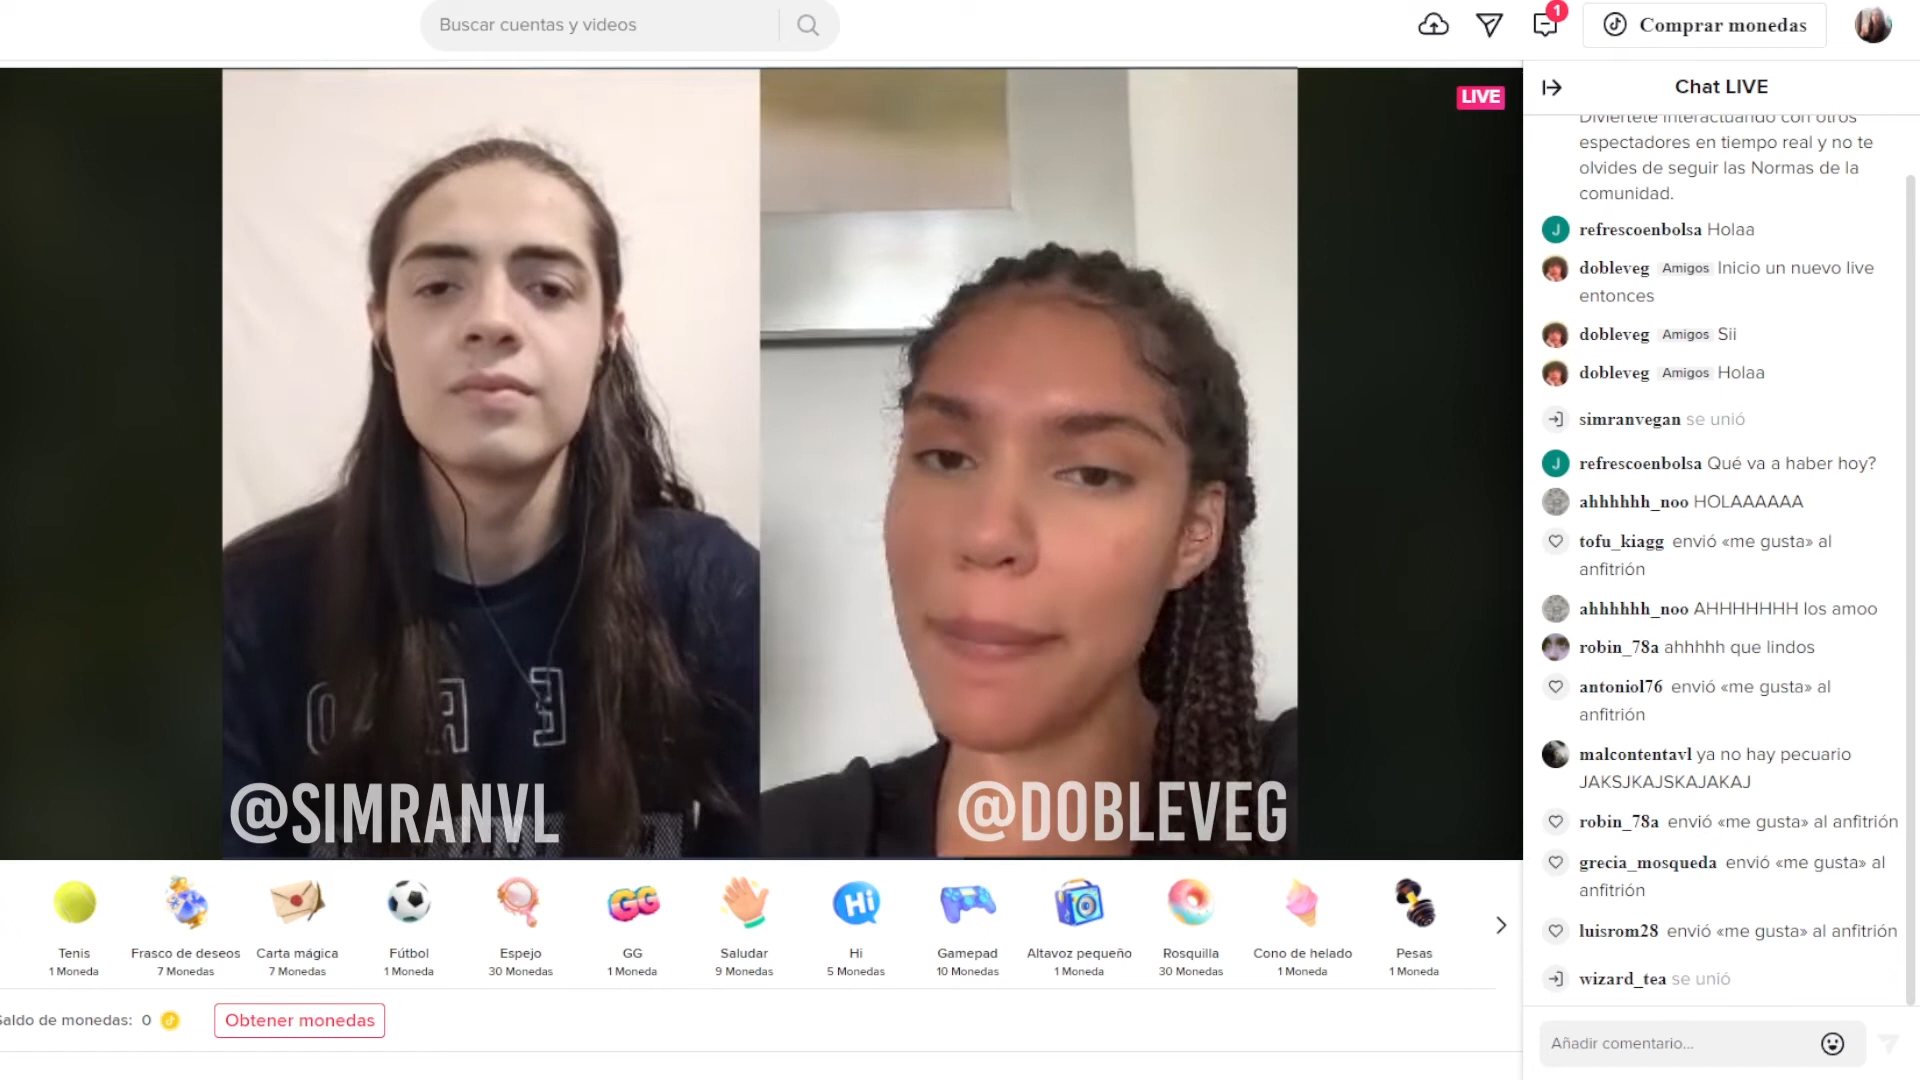 Buscar cuentas y videos
1
Comprar monedas
LIVE
Chat LIVE
Diviértete interactuando con otros
espectadores en tiempo real y no te
olvides de seguir las Normas de la
comunidad.
J refrescoenbolsa Holaa
dobleveg Amigos Inicio un nuevo live
entonces
dobleveg Amigos Sii
dobleveg Amigos Holaa
simranvegan se unió
J refrescoenbolsa Qué va a haber hoy?
ahhhhhh_noo HOLAAAAAA
tofu_kiagg envió «me gusta» al
anfitrión
ahhhhhh_noo AHHHHHHH los amoo
robin_78a ahhhhh que lindos
antoniol76 envió «me gusta» al
anfitrión
malcontentavl ya no hay pecuario
JAKSJKAJSKAJAKAJ
robin_78a envió «me gusta» al anfitrión
grecia_mosqueda envió «me gusta» al
anfitrión
luisrom28 envió «me gusta» al anfitrión
wizard_tea se unió
Añadir comentario...
@SIMRANVL
@DOBLEVEG
GG
Hi
Tenis
1 Moneda
Frasco de deseos
7 Monedas
Carta mágica
7 Monedas
Fútbol
1 Moneda
Espejo
30 Monedas
GG
1 Moneda
Saludar
9 Monedas
Hi
5 Monedas
Gamepad
10 Monedas
Altavoz pequeño
1 Moneda
Rosquilla
30 Monedas
Cono de helado
1 Moneda
Pesas
1 Moneda
Saldo de monedas: 0
Obtener monedas